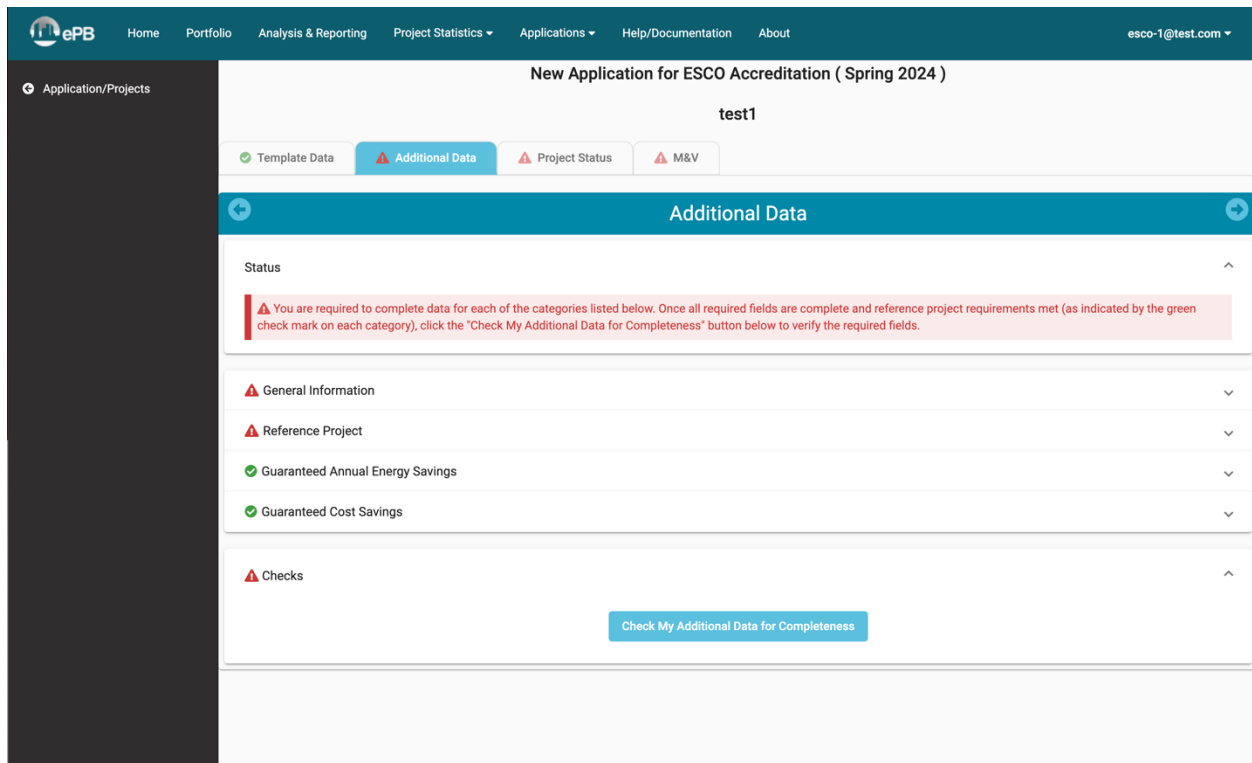 ePB Home Portfolio Analysis & Reporting Project Statistics Applications Help/Documentation About esco-1@test.com
Application/Projects
New Application for ESCO Accreditation ( Spring 2024 )
test1
Template Data Additional Data Project Status M&V
Additional Data
Status
You are required to complete data for each of the categories listed below. Once all required fields are complete and reference project requirements met (as indicated by the green
check mark on each category), click the "Check My Additional Data for Completeness" button below to verify the required fields.
General Information
Reference Project
Guaranteed Annual Energy Savings
Guaranteed Cost Savings
Checks
Check My Additional Data for Completeness